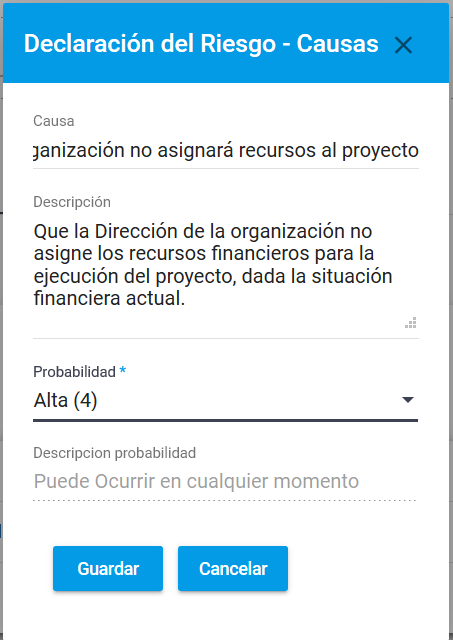 Declaración del Riesgo - Causas
Causa
ganización no asignará recursos al proyecto
Descripción
Que la Dirección de la organización no
asigne los recursos financieros para la
ejecución del proyecto, dada la situación
financiera actual.
Probabilidad *
Alta (4)
Descripcion probabilidad
Puede Ocurrir en cualquier momento
Guardar Cancelar